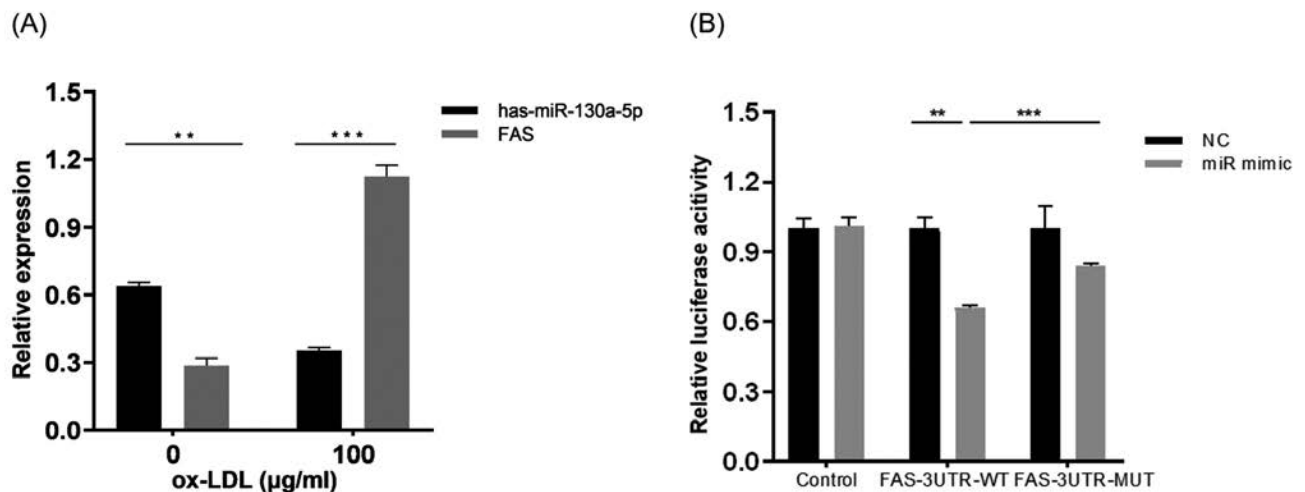 (A)
Relative expression
1.5
1.2
0.9
0.6
0.3
0.0
**
***
has-miR-130a-5p
FAS
0
100
ox-LDL (µg/ml)
(B)
Relative luciferase acitivity
1.5
1.2
0.9
0.6
0.3
0.0
**
***
NC
miR mimic
Control
FAS-3UTR-WT
FAS-3UTR-MUT